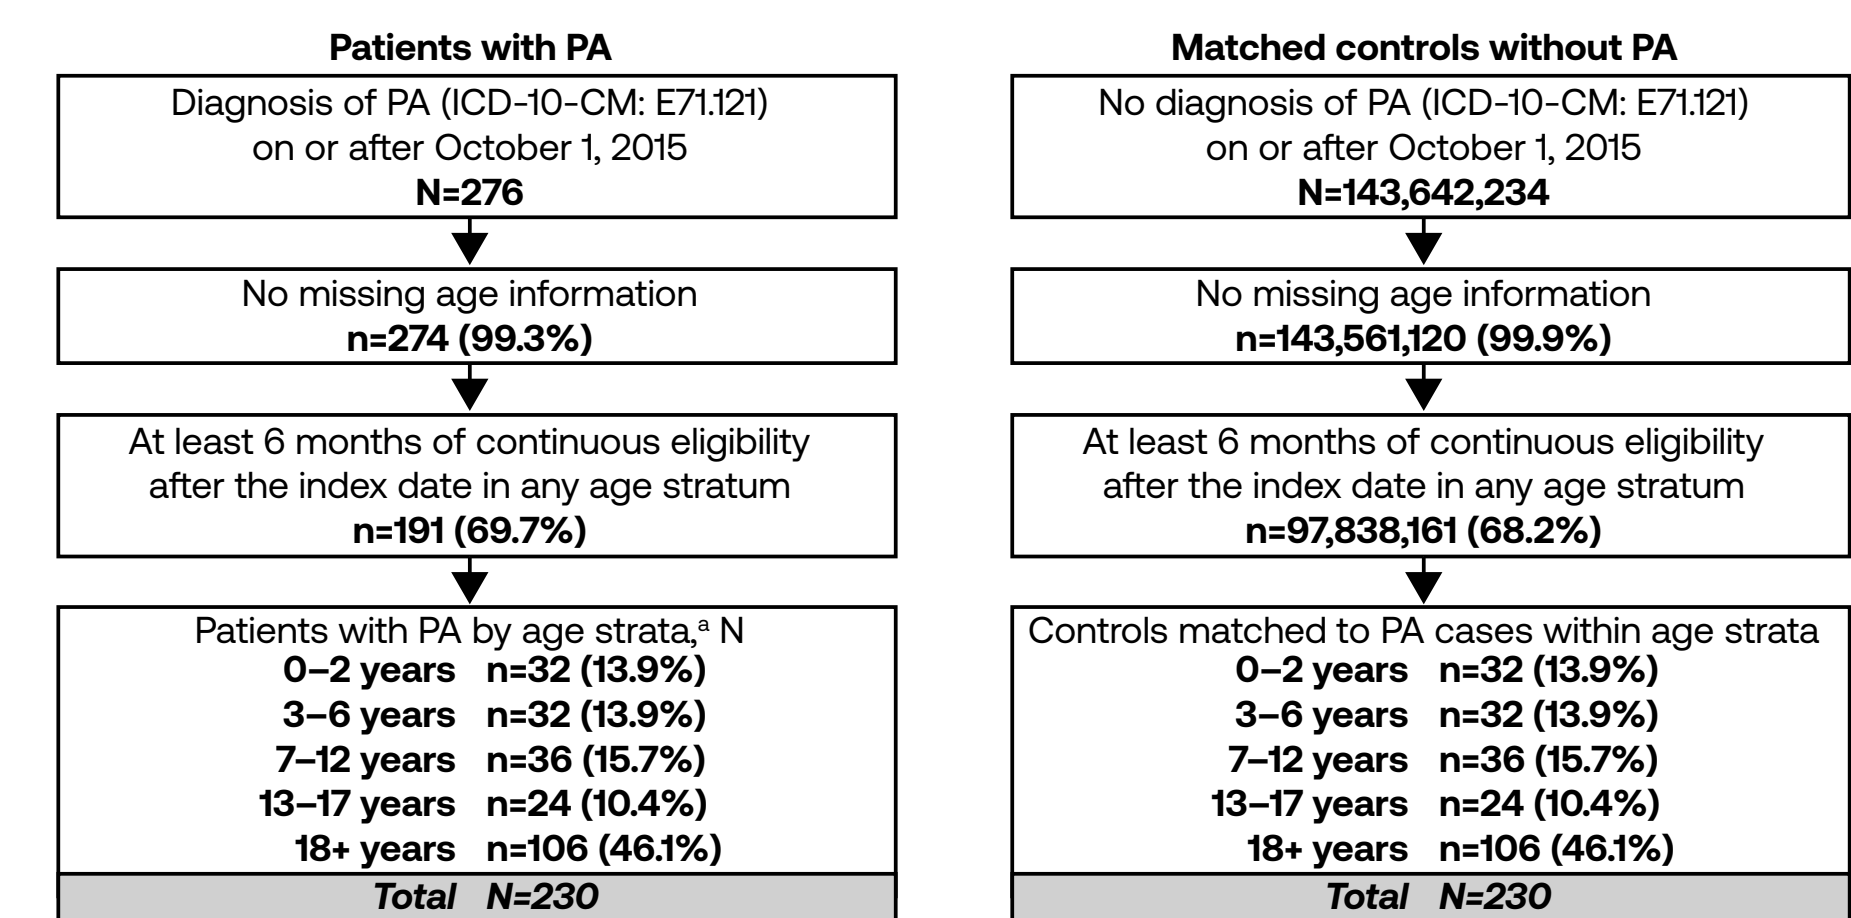 Patients with PA
Diagnosis of PA (ICD-10-CM: E71.121)
on or after October 1, 2015
N=276
No missing age information
n=274 (99.3%)
At least 6 months of continuous eligibility
after the index date in any age stratum
n=191 (69.7%)
Patients with PA by age strata,ᵃ N
0–2 years n=32 (13.9%)
3–6 years n=32 (13.9%)
7–12 years n=36 (15.7%)
13–17 years n=24 (10.4%)
18+ years n=106 (46.1%)
Total N=230
Matched controls without PA
No diagnosis of PA (ICD-10-CM: E71.121)
on or after October 1, 2015
N=143,642,234
No missing age information
n=143,561,120 (99.9%)
At least 6 months of continuous eligibility
after the index date in any age stratum
n=97,838,161 (68.2%)
Controls matched to PA cases within age strata
0–2 years n=32 (13.9%)
3–6 years n=32 (13.9%)
7–12 years n=36 (15.7%)
13–17 years n=24 (10.4%)
18+ years n=106 (46.1%)
Total N=230